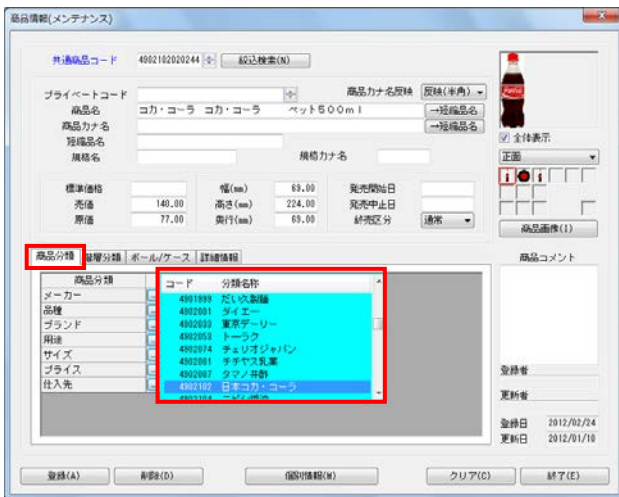 商品情報(メンテナンス)
共通商品コード 4902102020244 絞込検索(N)
プライベートコード 商品カナ名反映 反映(半角)
商品名 コカ・コーラ コカ・コーラ ペット500ml →短縮品名
商品カナ名 →短縮品名
短縮品名
規格名 規格カナ名
全体表示
正面
標準価格 幅(mm) 69.00 発売開始日
売価 140.00 高さ(mm) 224.00 発売中止日
原価 77.00 奥行(mm) 69.00 終売区分 通常
商品画像(I)
商品分類 階層分類 ボール/ケース 詳細情報 商品コメント
商品分類 コード 分類名称
メーカー 4901999 だい久製麺
品種 4902001 ダイエー
ブランド 4902033 東京デーリー
用途 4902053 トーラク
サイズ 4902074 チェリオジャパン
プライス 4902081 チチヤス乳業
仕入先 4902087 タマノ井酢
4902102 日本コカ・コーラ
登録者
更新者
登録日 2012/02/24
更新日 2012/01/10
登録(A) 削除(D) 個別情報(W) クリア(C) 終了(E)